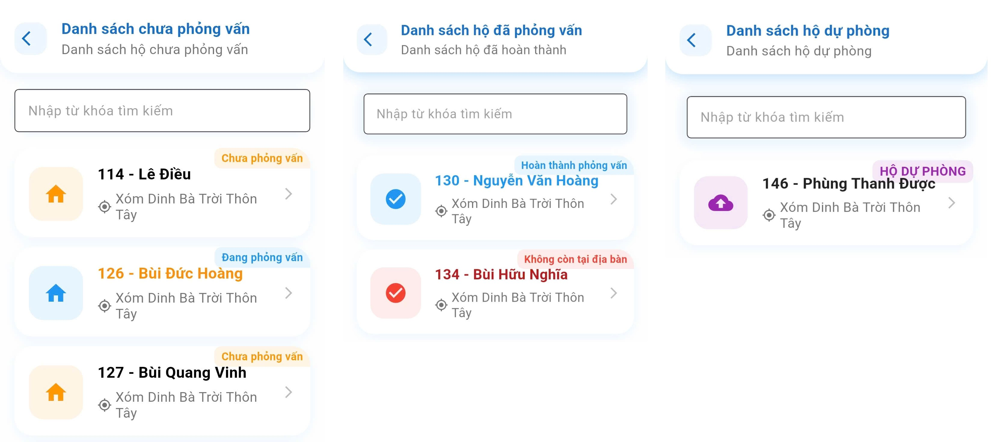 Danh sách chưa phỏng vấn
Danh sách hộ chưa phỏng vấn
Nhập từ khóa tìm kiếm
Chưa phỏng vấn
114 - Lê Điều
Xóm Dinh Bà Trời Thôn
Tây
Đang phỏng vấn
126 - Bùi Đức Hoàng
Xóm Dinh Bà Trời Thôn
Tây
Chưa phỏng vấn
127 - Bùi Quang Vinh
Xóm Dinh Bà Trời Thôn
Tây
Danh sách hộ đã phỏng vấn
Danh sách hộ đã hoàn thành
Nhập từ khóa tìm kiếm
Hoàn thành phỏng vấn
130 - Nguyễn Văn Hoàng
Xóm Dinh Bà Trời Thôn
Tây
Không còn tại địa bàn
134 - Bùi Hữu Nghĩa
Xóm Dinh Bà Trời Thôn
Tây
Danh sách hộ dự phòng
Danh sách hộ dự phòng
Nhập từ khóa tìm kiếm
HỘ DỰ PHÒNG
146 - Phùng Thanh Được
Xóm Dinh Bà Trời Thôn
Tây